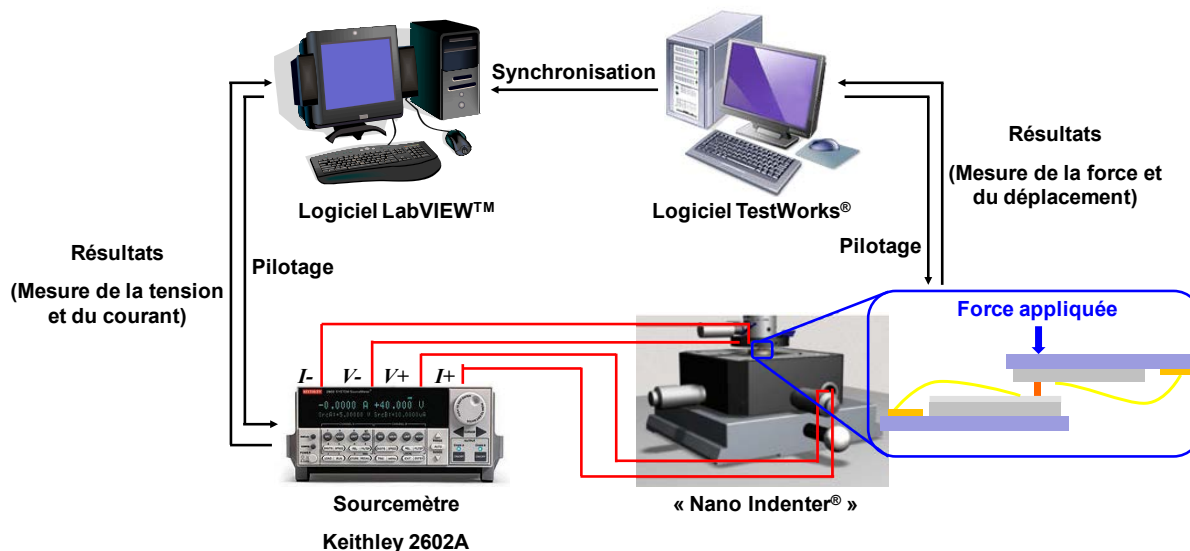 Synchronisation
Logiciel LabVIEW™
Logiciel TestWorks®
Résultats
(Mesure de la force et
du déplacement)
Pilotage
Résultats
(Mesure de la tension
et du courant)
Pilotage
Force appliquée
I- V- V+ I+
KEITHLEY
-0.0000 A +40.000 V
Sourcemètre
Keithley 2602A
« Nano Indenter® »